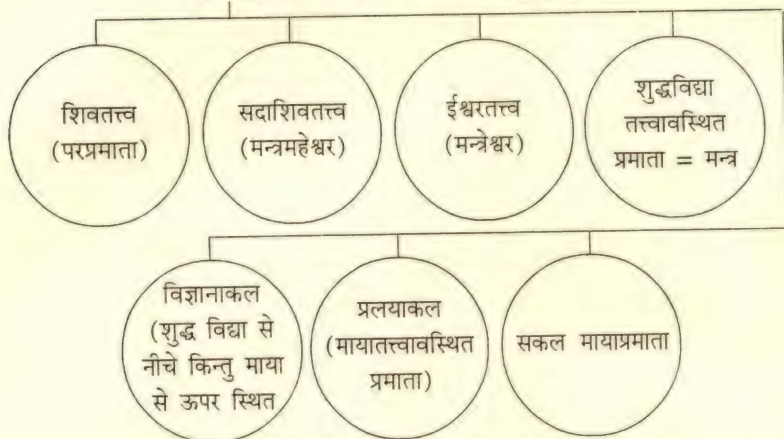 शिवतत्त्व
(परप्रमाता)
सदाशिवतत्त्व
(मन्त्रमहेश्वर)
ईश्वरतत्त्व
(मन्त्रेश्वर)
शुद्धविद्या
तत्त्वावस्थित
प्रमाता = मन्त्र
विज्ञानाकल
(शुद्ध विद्या से
नीचे किन्तु माया
से ऊपर स्थित
प्रलयाकल
(मायातत्त्वावस्थित
प्रमाता)
सकल मायाप्रमाता